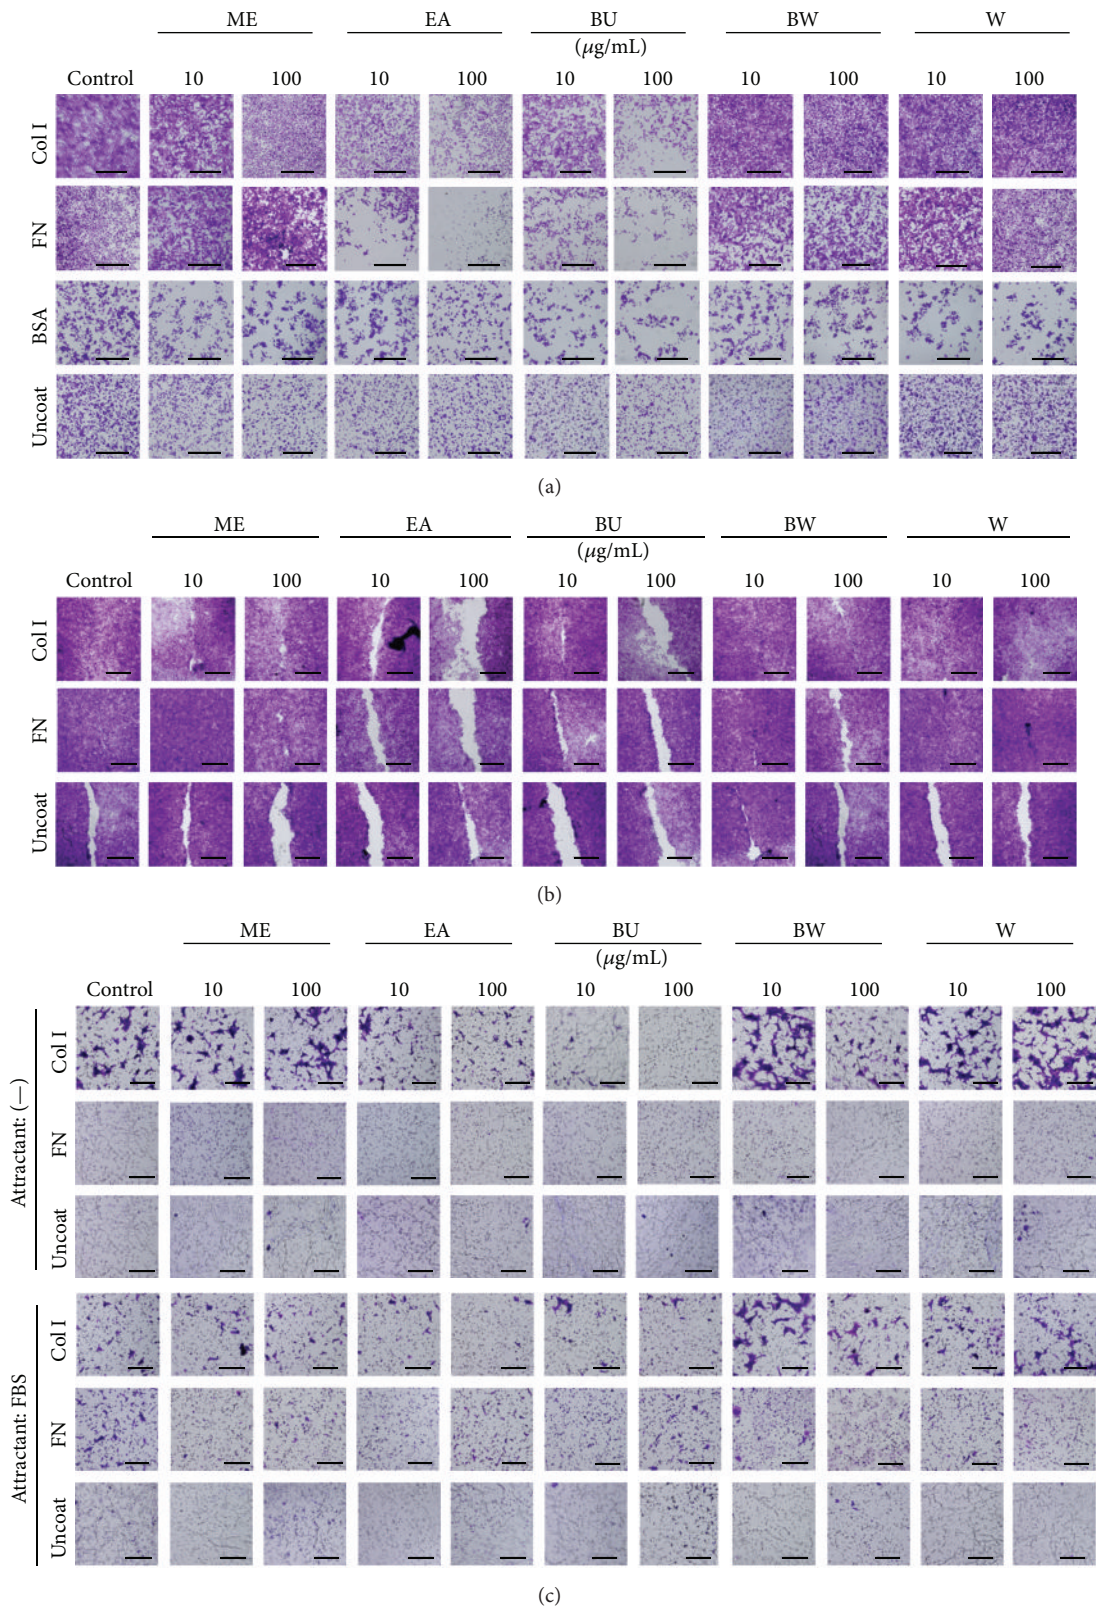 ME EA BU BW W
(μg/mL)
Control 10 100 10 100 10 100 10 100 10 100
Col I
FN
BSA
Uncoat
(a)
ME EA BU BW W
(μg/mL)
Control 10 100 10 100 10 100 10 100 10 100
Col I
FN
Uncoat
(b)
ME EA BU BW W
(μg/mL)
Control 10 100 10 100 10 100 10 100 10 100
Attractant: (—)
Col I
FN
Uncoat
Attractant: FBS
Col I
FN
Uncoat
(c)